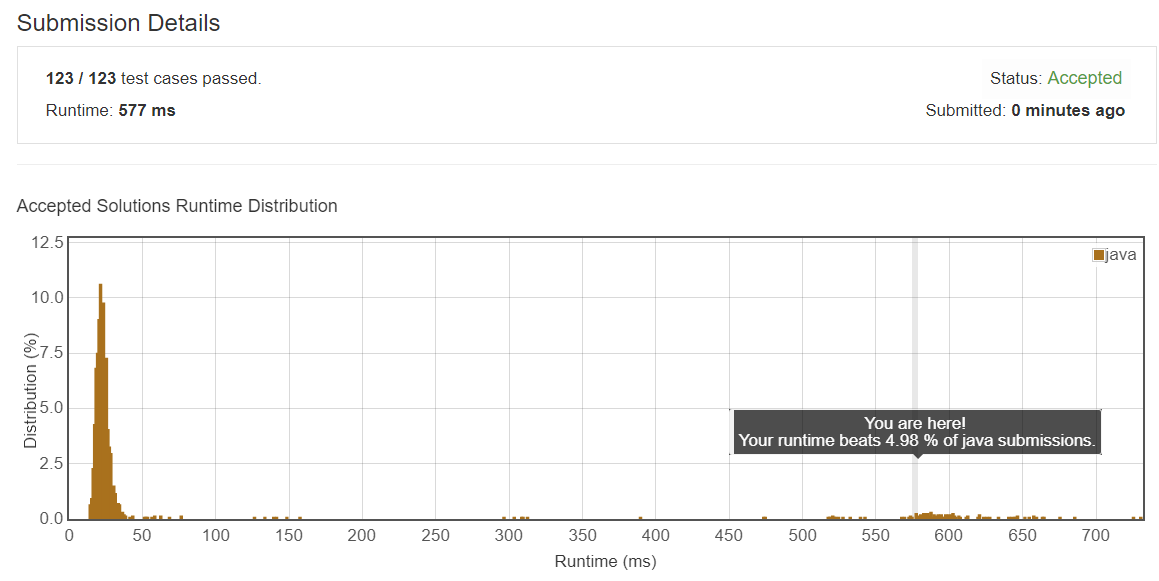 Submission Details
123 / 123 test cases passed.
Status: Accepted
Runtime: 577 ms
Submitted: 0 minutes ago
Accepted Solutions Runtime Distribution
12.5
10.0
7.5
5.0
2.5
0.0
Distribution (%)
java
You are here!
Your runtime beats 4.98 % of java submissions.
0 50 100 150 200 250 300 350 400 450 500 550 600 650 700
Runtime (ms)